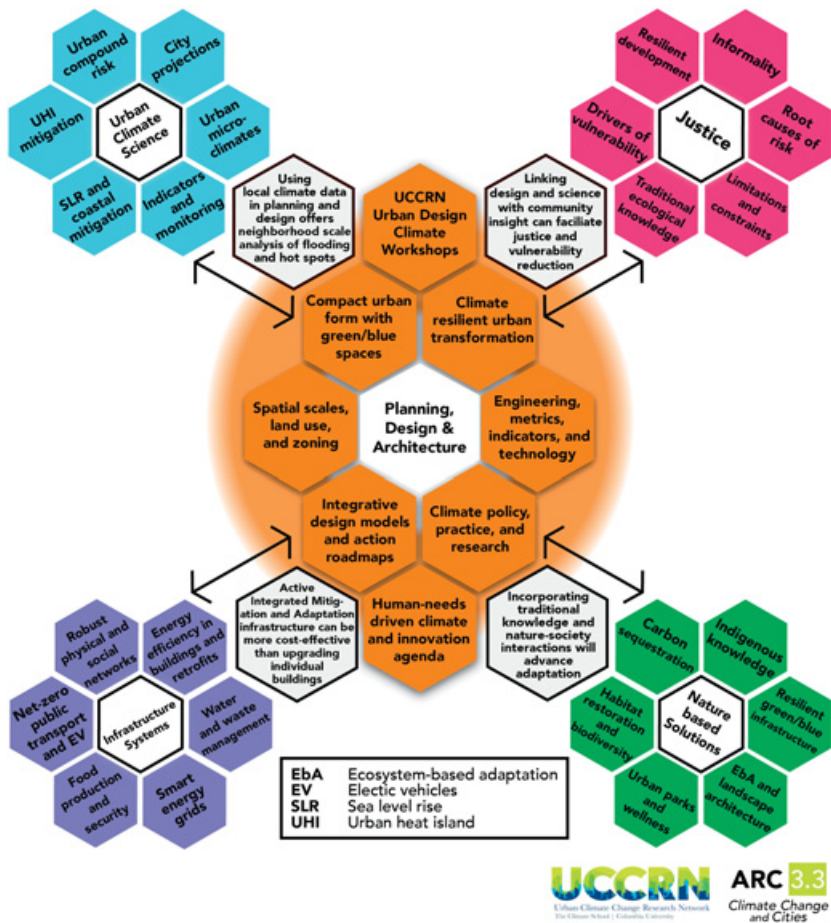 Urban
compound
risk
City
projections
UHI
mitigation
Urban
Climate
Science
Urban
micro-
climates
SLR and
coastal
mitigation
Indicators
and
monitoring
Resilient
development
Informality
Drivers of
vulnerability
Justice
Root
causes of
risk
Traditional
ecological
knowledge
Limitations
and
constraints
Using
local climate data
in planning and
design offers
neighborhood scale
analysis of flooding
and hot spots
UCCRN
Urban Design
Climate
Workshops
Linking
design and science
with community
insight can faciliate
justice and
vulnerability
reduction
Compact urban
form with
green/blue
spaces
Climate
resilient urban
transformation
Spatial scales,
land use,
and zoning
Planning,
Design &
Architecture
Engineering,
metrics,
indicators, and
technology
Integrative
design models
and action
roadmaps
Climate policy,
practice, and
research
Active
Integrated Mitig-
ation and Adaptation
infrastructure can be
more cost-effective
than upgrading
individual
buildings
Human-needs
driven climate
and innovation
agenda
Incorporating
traditional
knowledge and
nature-society
interactions will
advance
adaptation
Robust
physical and
social
networks
Energy
efficiency in
buildings and
retrofits
Net-zero
public
transport
and EV
Infrastructure
Systems
Water
and waste
management
Food
production
and
security
Smart
energy
grids
Carbon
sequestration
Indigenous
knowledge
Habitat
restoration
and
biodiversity
Nature
based
Solutions
Resilient
green/blue
infrastructure
Urban parks
and
wellness
EbA and
landscape
architecture
EbA Ecosystem-based adaptation
EV Electic vehicles
SLR Sea level rise
UHI Urban heat island
UCCRN
Urban Climate Change Research Network
The Climate School | Columbia University
ARC 3.3
Climate Change
and Cities